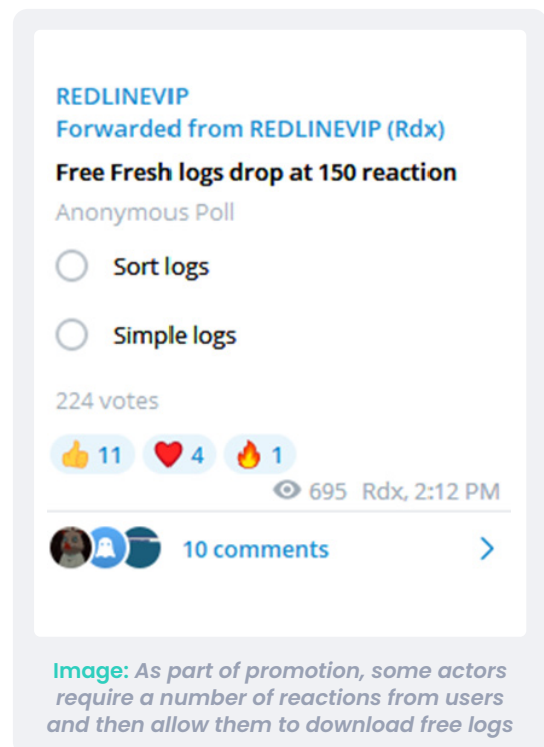 REDLINEVIP
Forwarded from REDLINEVIP (Rdx)
Free Fresh logs drop at 150 reaction
Anonymous Poll
Sort logs
Simple logs
224 votes
👍 11 ❤️ 4 🔥 1
695 Rdx, 2:12 PM
10 comments
Image: As part of promotion, some actors
require a number of reactions from users
and then allow them to download free logs